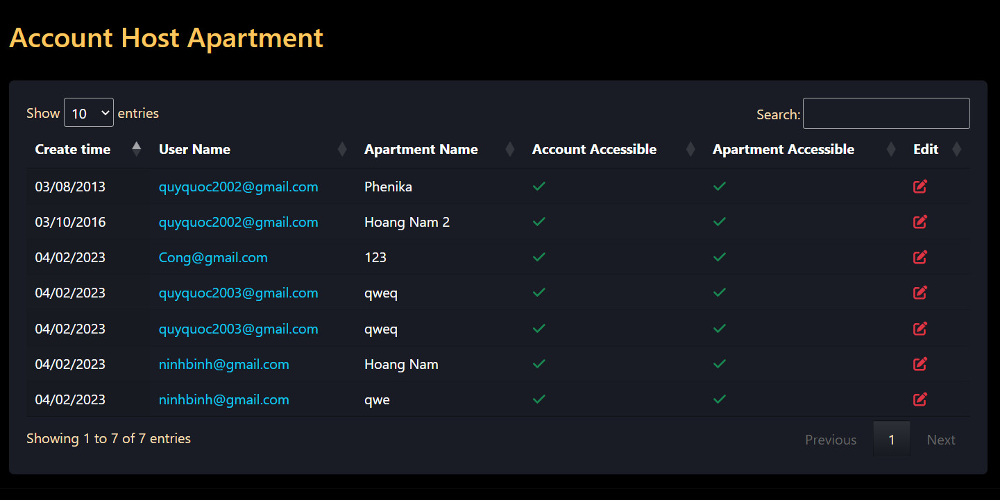 Account Host Apartment
Show 10 entries Search:
Create time User Name Apartment Name Account Accessible Apartment Accessible Edit
03/08/2013 quyquoc2002@gmail.com Phenika
03/10/2016 quyquoc2002@gmail.com Hoang Nam 2
04/02/2023 Cong@gmail.com 123
04/02/2023 quyquoc2003@gmail.com qweq
04/02/2023 quyquoc2003@gmail.com qweq
04/02/2023 ninhbinh@gmail.com Hoang Nam
04/02/2023 ninhbinh@gmail.com qwe
Showing 1 to 7 of 7 entries Previous 1 Next